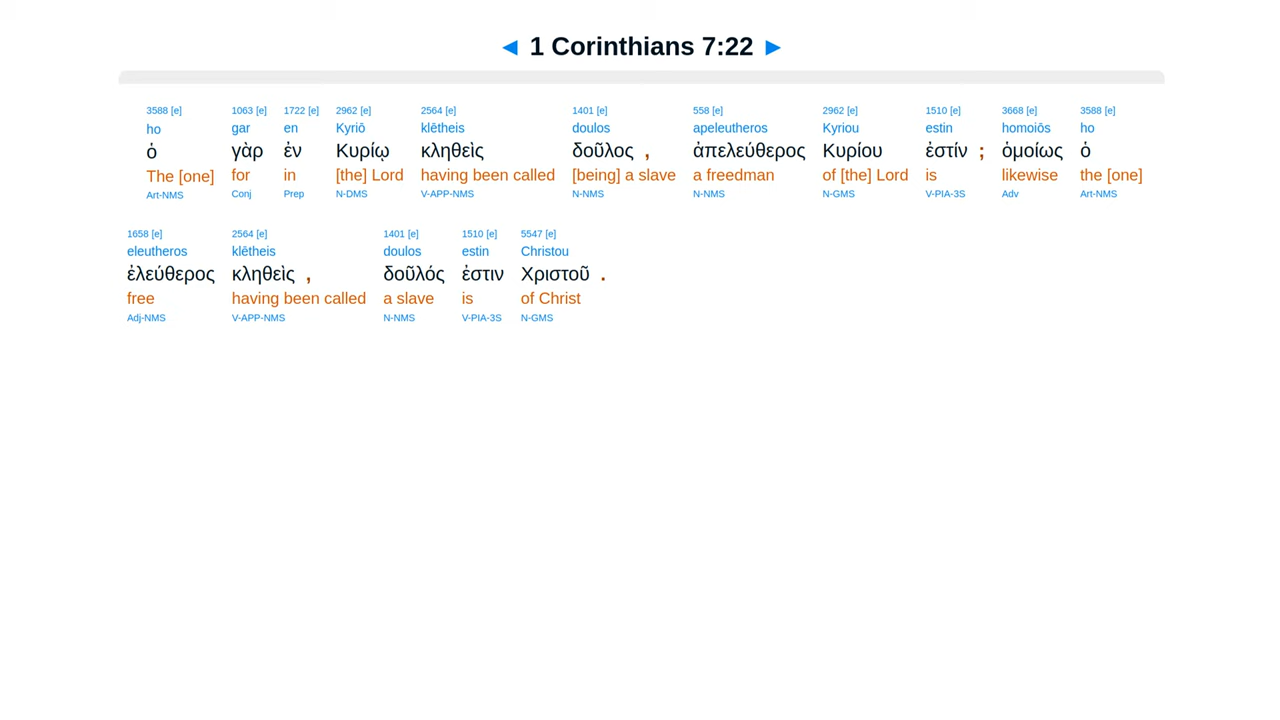 ◄ 1 Corinthians 7:22 ►
3588 [e] 1063 [e] 1722 [e] 2962 [e] 2564 [e] 1401 [e] 558 [e] 2962 [e] 1510 [e] 3668 [e] 3588 [e]
ho gar en Kyriō klētheis doulos apeleutheros Kyriou estin homoiōs ho
ὁ γὰρ ἐν Κυρίῳ κληθεὶς δοῦλος , ἀπελεύθερος Κυρίου ἐστίν ; ὁμοίως ὁ
The [one] for in [the] Lord having been called [being] a slave a freedman of [the] Lord is likewise the [one]
Art-NMS Conj Prep N-DMS V-APP-NMS N-NMS N-NMS N-GMS V-PIA-3S Adv Art-NMS
1658 [e] 2564 [e] 1401 [e] 1510 [e] 5547 [e]
eleutheros klētheis doulos estin Christou
ἐλεύθερος κληθεὶς , δοῦλός ἐστιν Χριστοῦ .
free having been called a slave is of Christ
Adj-NMS V-APP-NMS N-NMS V-PIA-3S N-GMS